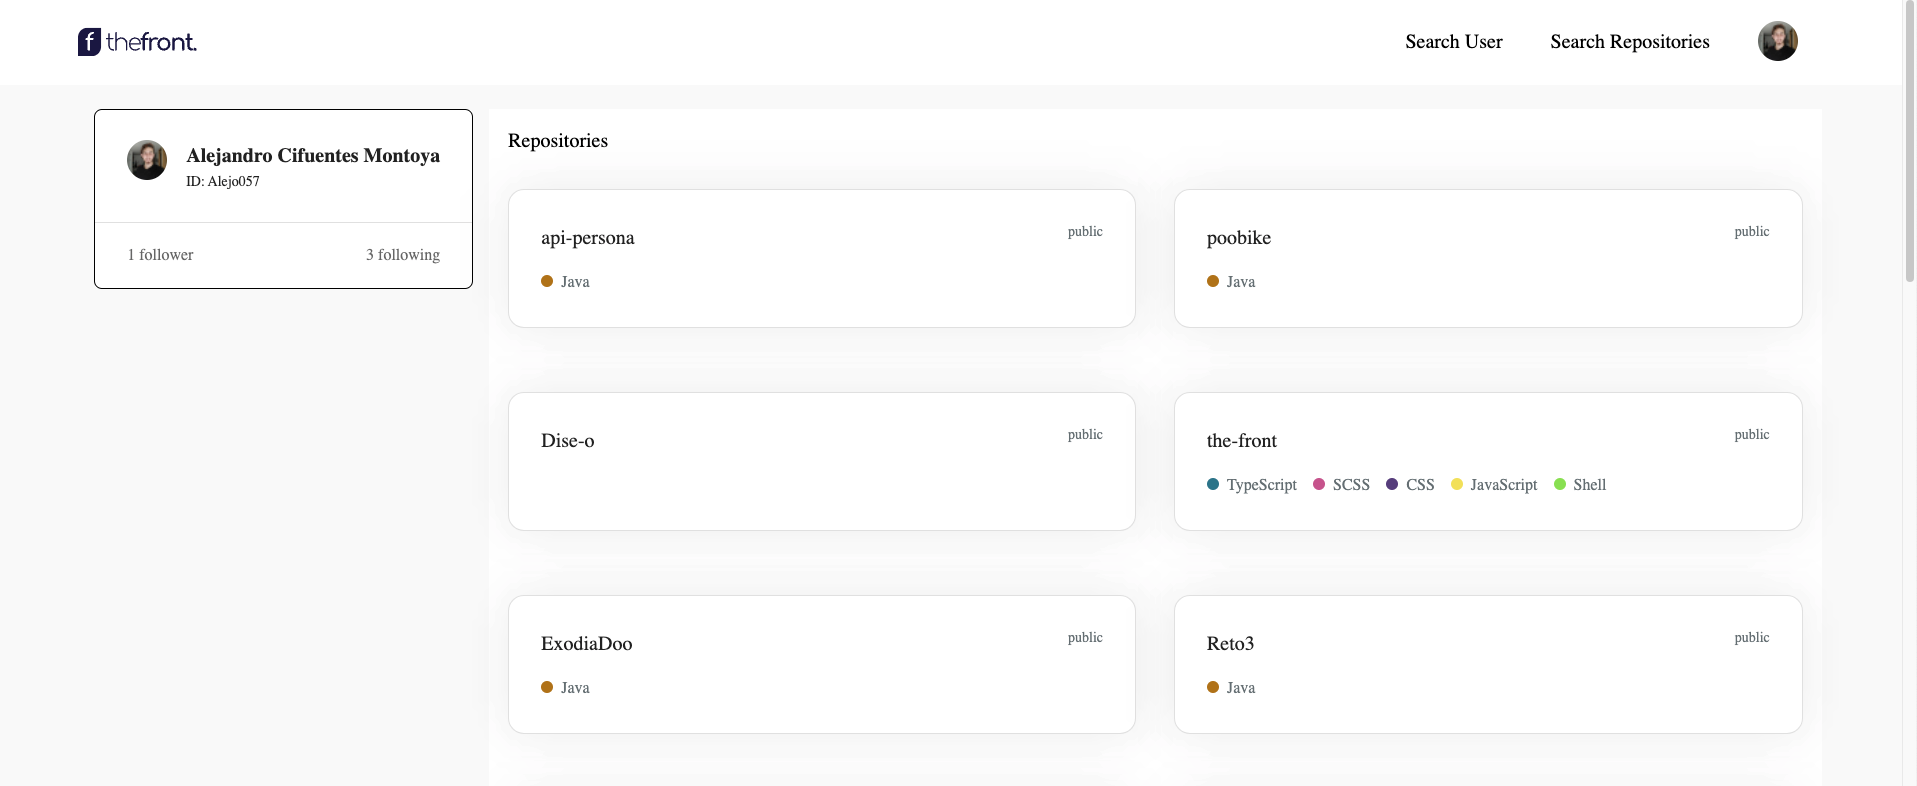 f thefront.
Search User
Search Repositories
Alejandro Cifuentes Montoya
ID: Alejo057
1 follower
3 following
Repositories
api-persona
public
Java
poobike
public
Java
Dise-o
public
the-front
public
TypeScript SCSS CSS JavaScript Shell
ExodiaDoo
public
Java
Reto3
public
Java